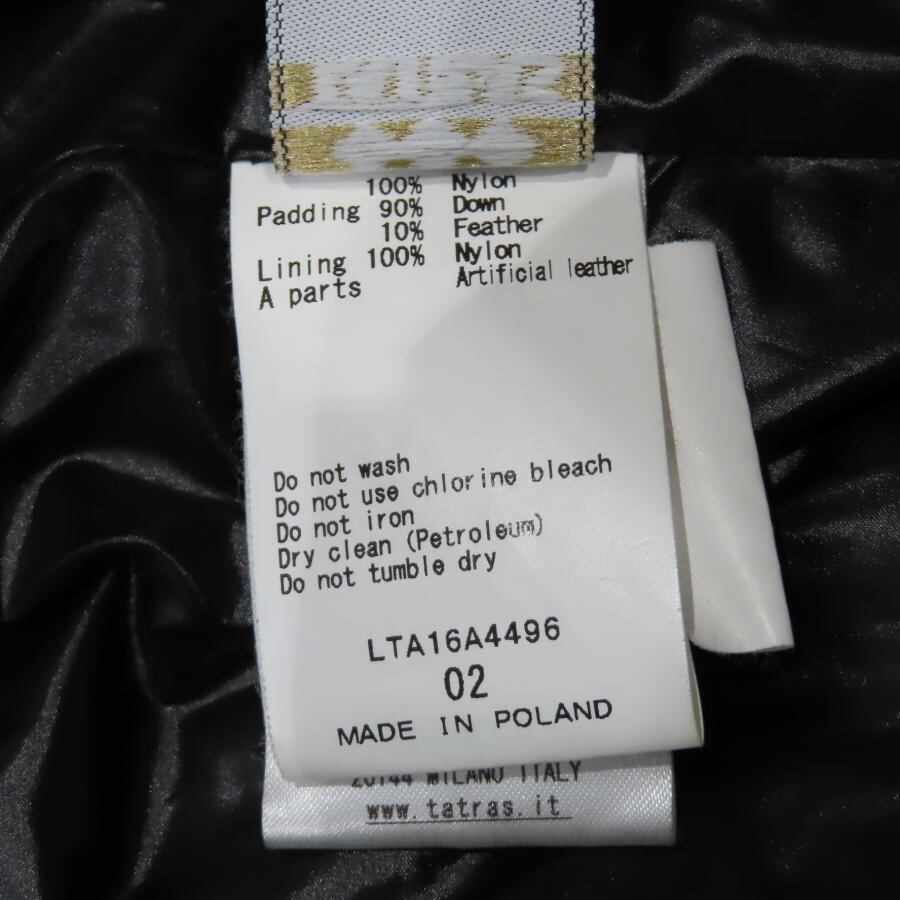 100% Nylon
Padding 90% Down
10% Feather
Lining 100% Nylon
A parts Artificial leather
Do not wash
Do not use chlorine bleach
Do not iron
Dry clean (Petroleum)
Do not tumble dry
LTA16A4496
02
MADE IN POLAND
20144 MILANO ITALY
www.tatras.it